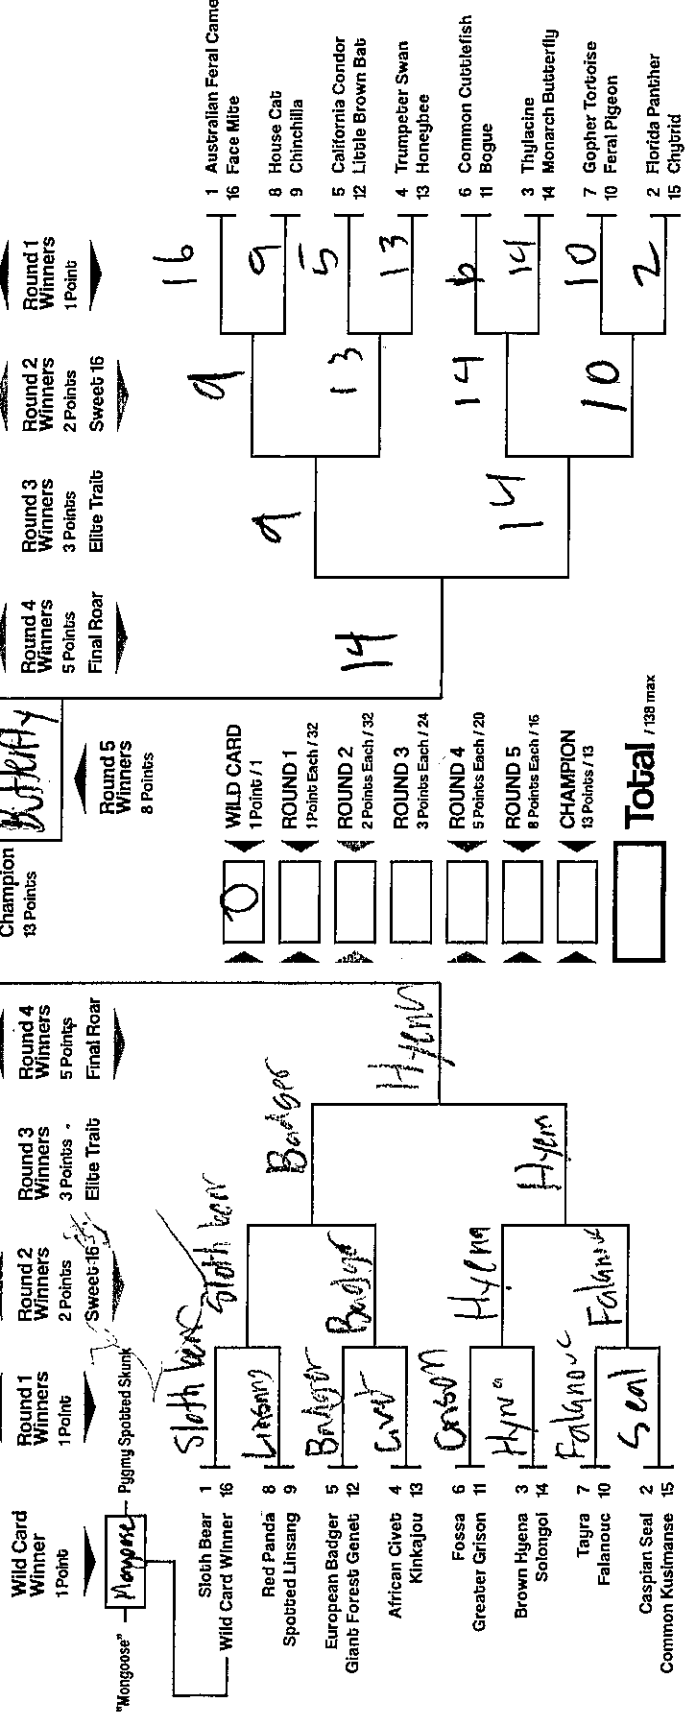 Wild Card
Winner
1 Point
"Mongoose"
Pygmy Spotted Skunk
Round 1
Winners
1 Point
Round 2
Winners
2 Points
Sweet 16
Round 3
Winners
3 Points
Elite Trait
Round 4
Winners
5 Points
Final Roar
Sloth Bear 1
Wild Card Winner 16
Red Panda 8
Spotted Linsang 9
European Badger 5
Giant Forest Genet 12
African Civet 4
Kinkajou 13
Fossa 6
Greater Grison 11
Brown Hyena 3
Solongoi 14
Tayra 7
Falanouc 10
Caspian Seal 2
Common Kusimanse 15
Sloth bear
Linsang
Badger
Civet
Grison
Hyna
Falanouc
Seal
Sloth bear
Badger
Hyena
Falanouc
Badger
Hyena
Hyena
Champion
13 Points
Butterfly
Round 5
Winners
8 Points
0 WILD CARD
1 Point / 1
ROUND 1
1 Point Each / 32
ROUND 2
2 Points Each / 32
ROUND 3
3 Points Each / 24
ROUND 4
5 Points Each / 20
ROUND 5
8 Points Each / 16
CHAMPION
13 Points / 13
Total / 138 max
Round 4
Winners
5 Points
Final Roar
Round 3
Winners
3 Points
Elite Trait
Round 2
Winners
2 Points
Sweet 16
Round 1
Winners
1 Point
14
9
14
9
13
14
10
16
9
5
13
6
14
10
2
1 Australian Feral Came
16 Face Mite
8 House Cat
9 Chinchilla
5 California Condor
12 Little Brown Bat
4 Trumpeter Swan
13 Honeybee
6 Common Cuttlefish
11 Bogue
3 Thylacine
14 Monarch Butterfly
7 Gopher Tortoise
10 Feral Pigeon
2 Florida Panther
15 Chytrid